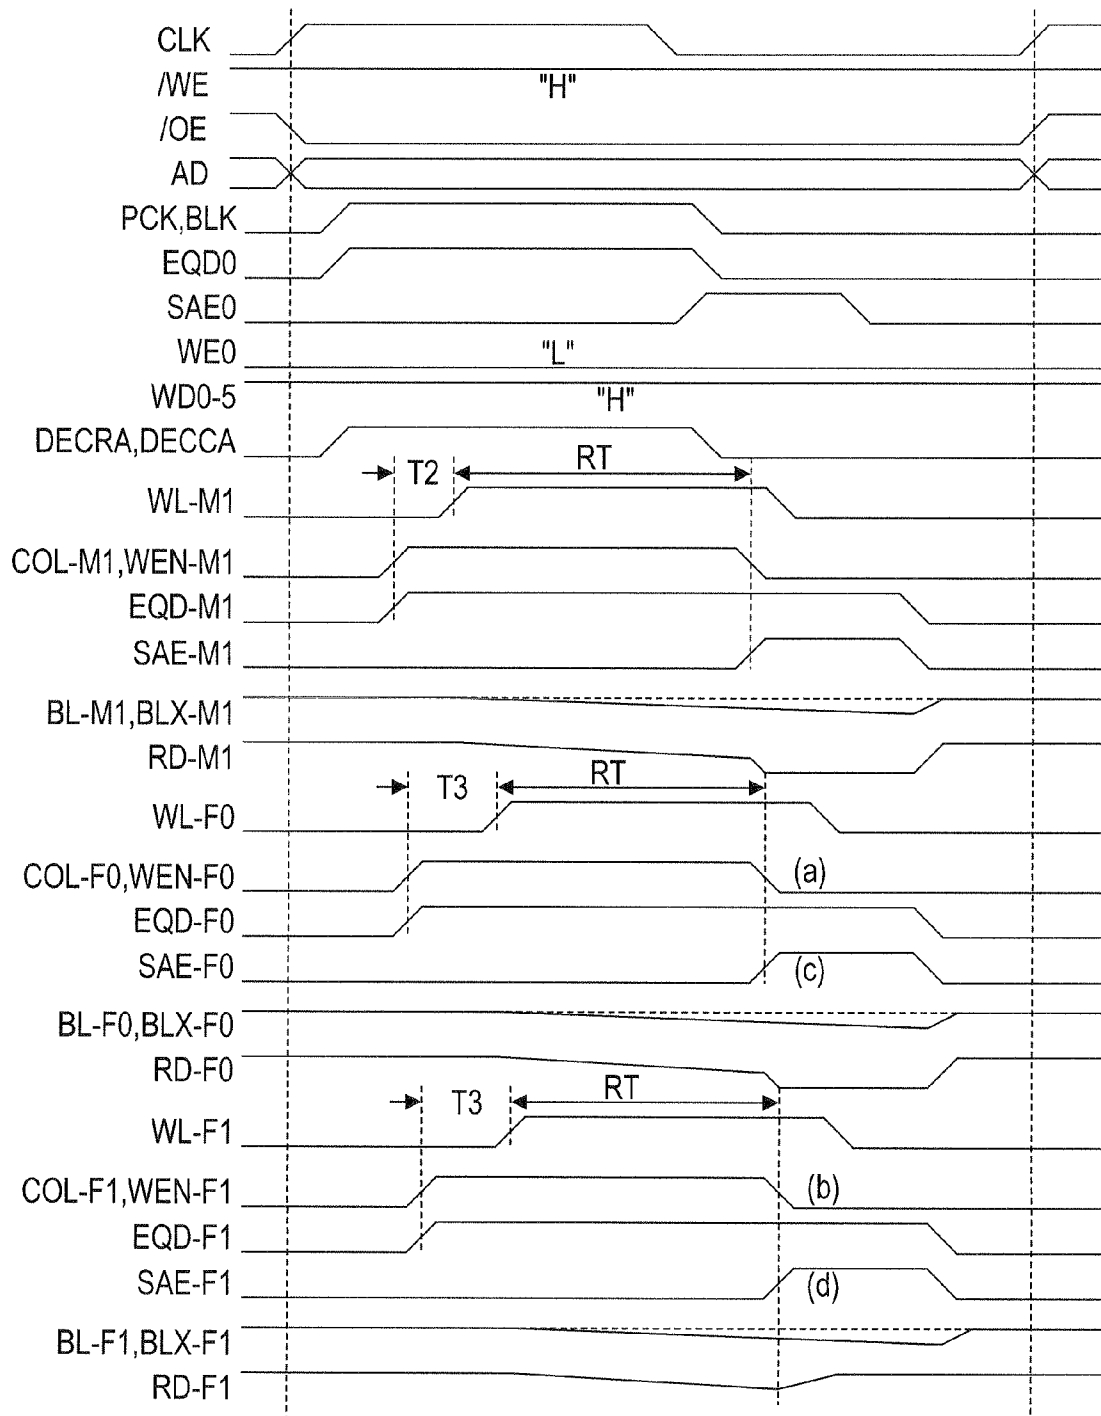 CLK
/WE "H"
/OE
AD
PCK,BLK
EQD0
SAE0
WE0 "L"
WD0-5 "H"
DECRA,DECCA
T2 RT
WL-M1
COL-M1,WEN-M1
EQD-M1
SAE-M1
BL-M1,BLX-M1
RD-M1
T3 RT
WL-F0
COL-F0,WEN-F0 (a)
EQD-F0
SAE-F0 (c)
BL-F0,BLX-F0
RD-F0
T3 RT
WL-F1
COL-F1,WEN-F1 (b)
EQD-F1
SAE-F1 (d)
BL-F1,BLX-F1
RD-F1